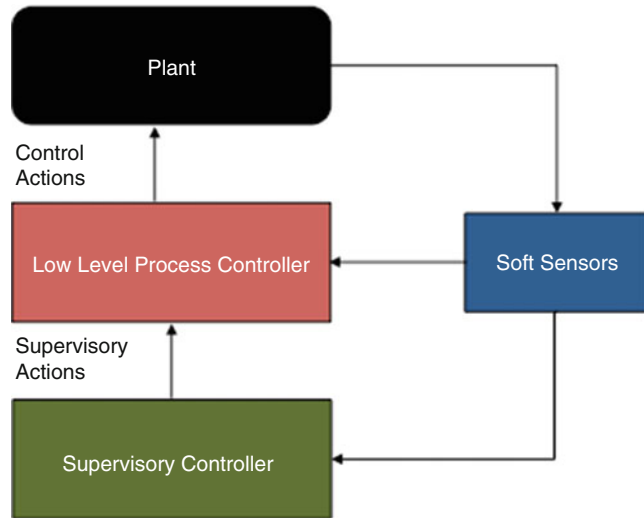 Plant
Control
Actions
Low Level Process Controller
Soft Sensors
Supervisory
Actions
Supervisory Controller